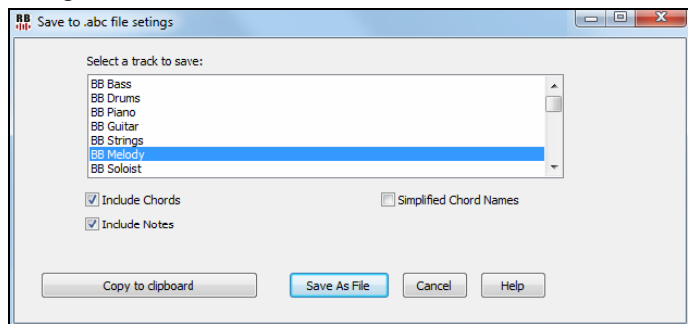 RB Save to .abc file setings
Select a track to save:
BB Bass
BB Drums
BB Piano
BB Guitar
BB Strings
BB Melody
BB Soloist
Include Chords
Simplified Chord Names
Include Notes
Copy to clipboard
Save As File
Cancel
Help